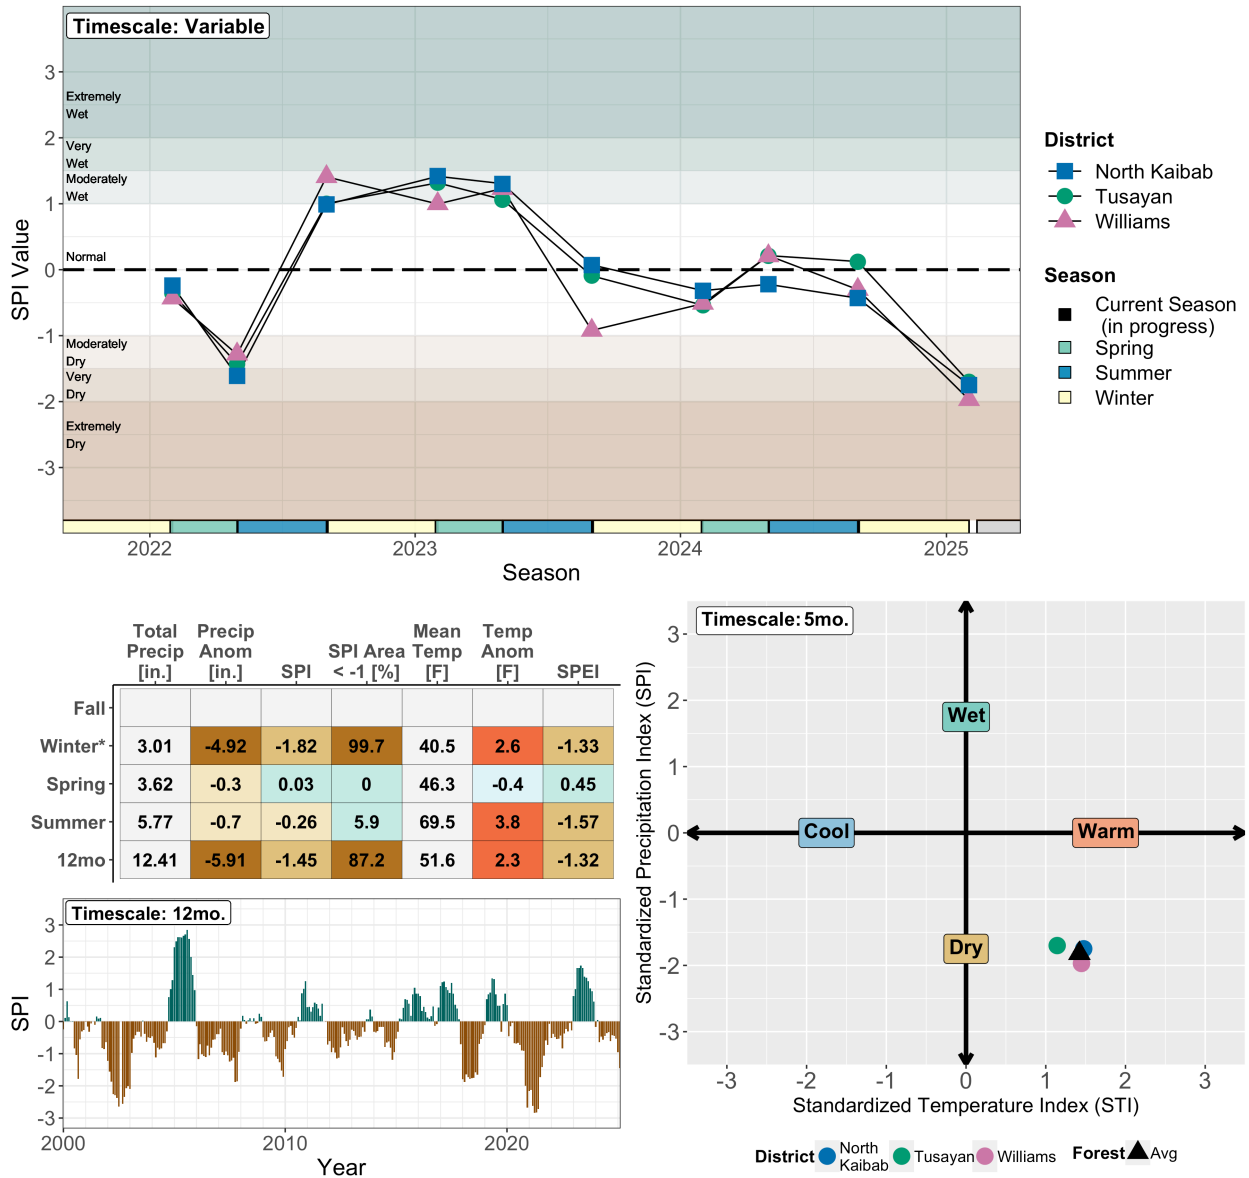 Timescale: Variable
SPI Value
3
2
1
0
-1
-2
-3
Extremely
Wet
Very
Wet
Moderately
Wet
Normal
Moderately
Dry
Very
Dry
Extremely
Dry
2022
2023
2024
2025
Season
District
North Kaibab
Tusayan
Williams
Season
Current Season
(in progress)
Spring
Summer
Winter
Total
Precip
[in.]
Precip
Anom
[in.]
SPI
SPI Area
< -1 [%]
Mean
Temp
[F]
Temp
Anom
[F]
SPEI
Fall
Winter* 3.01 -4.92 -1.82 99.7 40.5 2.6 -1.33
Spring 3.62 -0.3 0.03 0 46.3 -0.4 0.45
Summer 5.77 -0.7 -0.26 5.9 69.5 3.8 -1.57
12mo 12.41 -5.91 -1.45 87.2 51.6 2.3 -1.32
Timescale: 12mo.
SPI
3
2
1
0
-1
-2
-3
2000
2010
2020
Year
Timescale: 5mo.
Standardized Precipitation Index (SPI)
3
2
1
0
-1
-2
-3
Wet
Cool
Warm
Dry
-3
-2
-1
0
1
2
3
Standardized Temperature Index (STI)
District
North
Kaibab
Tusayan
Williams
Forest
Avg